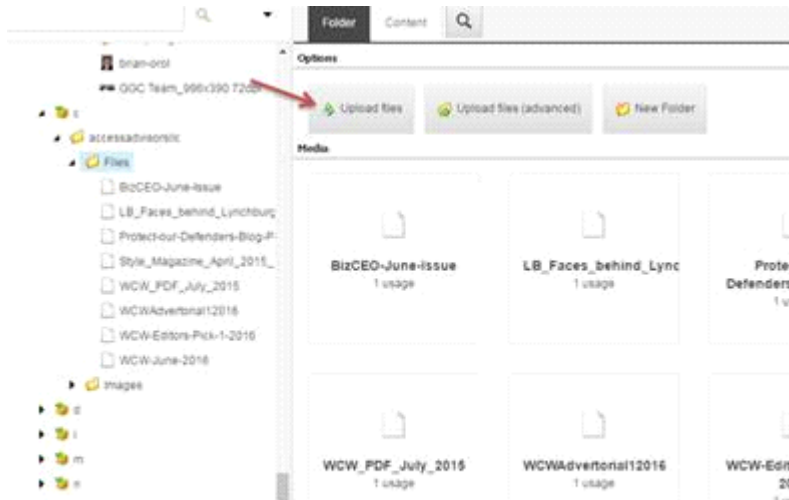 Folder Content
Options
Upload files Upload files (advanced) New Folder
Media
brian-orol
GGC Team_996x390 72dpi
c
accessadvisorsllc
Files
BizCEO-June-Issue
LB_Faces_behind_Lynchburg
Protect-our-Defenders-Blog-P
Style_Magazine_April_2015_
WCW_PDF_July_2015
WCWAdvertorial12016
WCW-Editors-Pick-1-2016
WCW-June-2016
Images
d
l
m
n
BizCEO-June-Issue
1 usage
LB_Faces_behind_Lync
1 usage
Prote
Defenders
1 u
WCW_PDF_July_2015
1 usage
WCWAdvertorial12016
1 usage
WCW-Edit
20